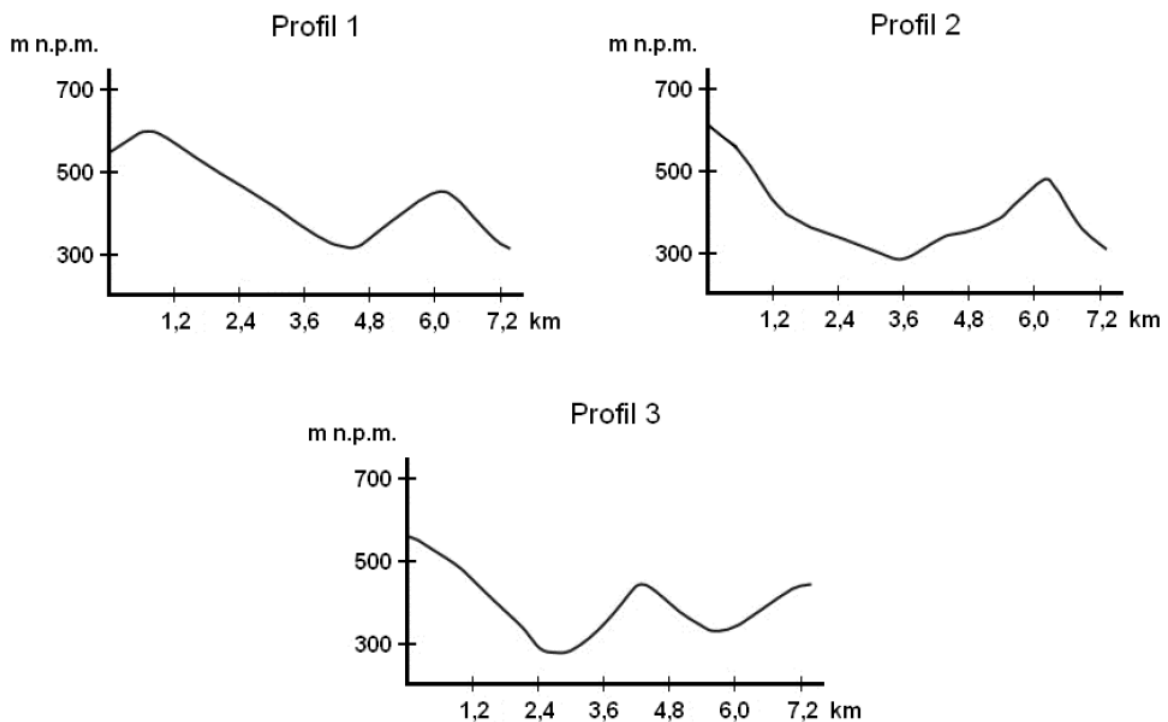 Profil 1
m n.p.m.
700
500
300
1,2 2,4 3,6 4,8 6,0 7,2 km
Profil 2
m n.p.m.
700
500
300
1,2 2,4 3,6 4,8 6,0 7,2 km
Profil 3
m n.p.m.
700
500
300
1,2 2,4 3,6 4,8 6,0 7,2 km